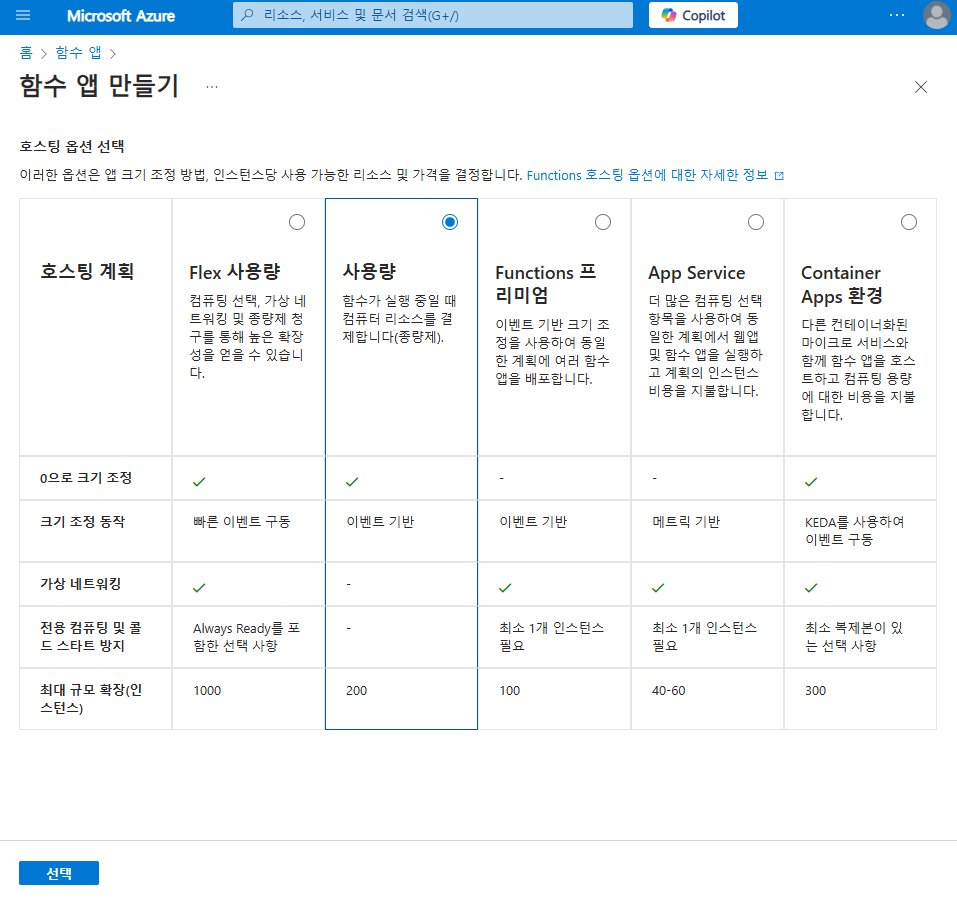 Microsoft Azure
리소스, 서비스 및 문서 검색(G+/)
Copilot
홈 > 함수 앱 >
함수 앱 만들기 ...
호스팅 옵션 선택
이러한 옵션은 앱 크기 조정 방법, 인스턴스당 사용 가능한 리소스 및 가격을 결정합니다. Functions 호스팅 옵션에 대한 자세한 정보
호스팅 계획
Flex 사용량
컴퓨팅 선택, 가상 네
트워킹 및 종량제 청
구를 통해 높은 확장
성을 얻을 수 있습니
다.
사용량
함수가 실행 중일 때
컴퓨터 리소스를 결
제합니다(종량제).
Functions 프
리미엄
이벤트 기반 크기 조
정을 사용하여 동일
한 계획에 여러 함수
앱을 배포합니다.
App Service
더 많은 컴퓨팅 선택
항목을 사용하여 동
일한 계획에서 웹앱
및 함수 앱을 실행하
고 계획의 인스턴스
비용을 지불합니다.
Container
Apps 환경
다른 컨테이너화된
마이크로 서비스와
함께 함수 앱을 호스
트하고 컴퓨팅 용량
에 대한 비용을 지불
합니다.
0으로 크기 조정
-
-
크기 조정 동작
빠른 이벤트 구동
이벤트 기반
이벤트 기반
메트릭 기반
KEDA를 사용하여
이벤트 구동
가상 네트워킹
-
전용 컴퓨팅 및 콜
드 스타트 방지
Always Ready를 포
함한 선택 사항
-
최소 1개 인스턴스
필요
최소 1개 인스턴스
필요
최소 복제본이 있
는 선택 사항
최대 규모 확장(인
스턴스)
1000
200
100
40-60
300
선택